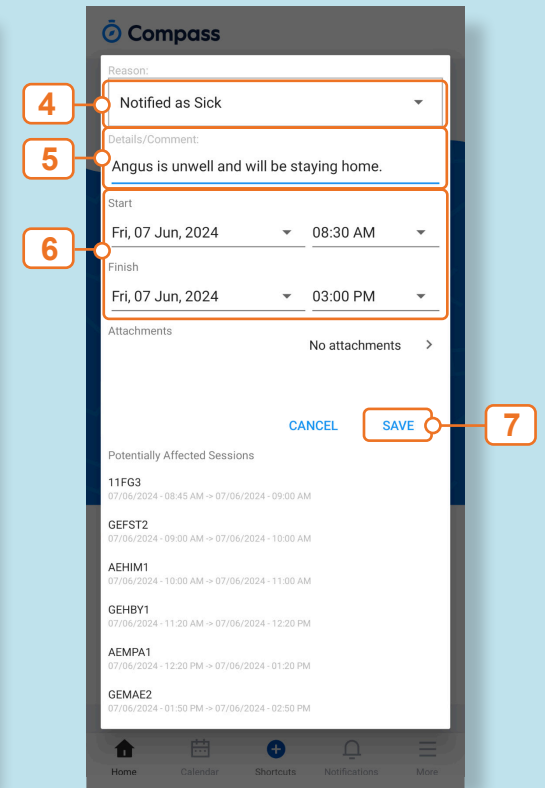 Compass
Reason:
4
Notified as Sick
Details/Comment:
5
Angus is unwell and will be staying home.
Start
Fri, 07 Jun, 2024 08:30 AM
6
Finish
Fri, 07 Jun, 2024 03:00 PM
Attachments
No attachments
CANCEL SAVE
7
Potentially Affected Sessions
11FG3
07/06/2024 - 08:45 AM -> 07/06/2024 - 09:00 AM
GEFST2
07/06/2024 - 09:00 AM -> 07/06/2024 - 10:00 AM
AEHIM1
07/06/2024 - 10:00 AM -> 07/06/2024 - 11:00 AM
GEHBY1
07/06/2024 - 11:20 AM -> 07/06/2024 - 12:20 PM
AEMPA1
07/06/2024 - 12:20 PM -> 07/06/2024 - 01:20 PM
GEMAE2
07/06/2024 - 01:50 PM -> 07/06/2024 - 02:50 PM
Home Calendar Shortcuts Notifications More